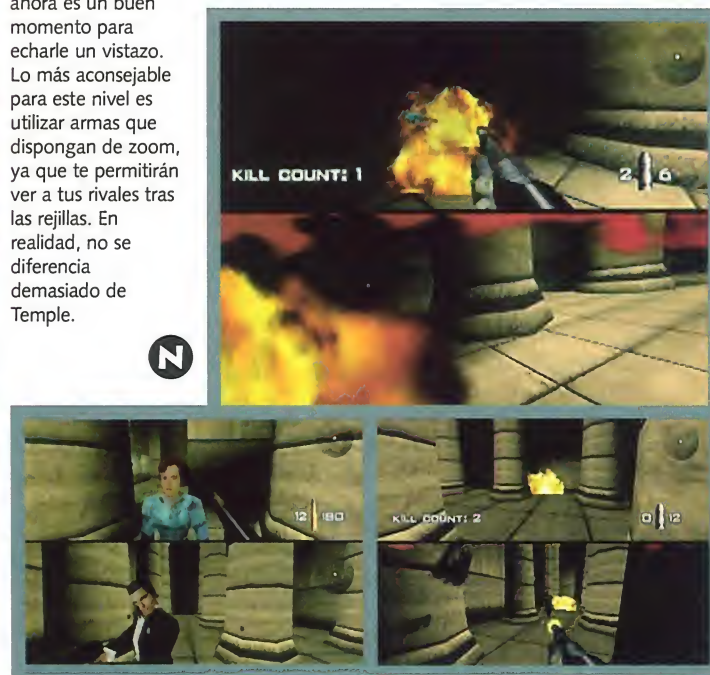 ahora es un buen
momento para
echarle un vistazo.
Lo más aconsejable
para este nivel es
utilizar armas que
dispongan de zoom,
ya que te permitirán
ver a tus rivales tras
las rejillas. En
realidad, no se
diferencia
demasiado de
Temple.
N
KILL COUNT: 1
2 6
12 180
KILL COUNT: 2
0 12